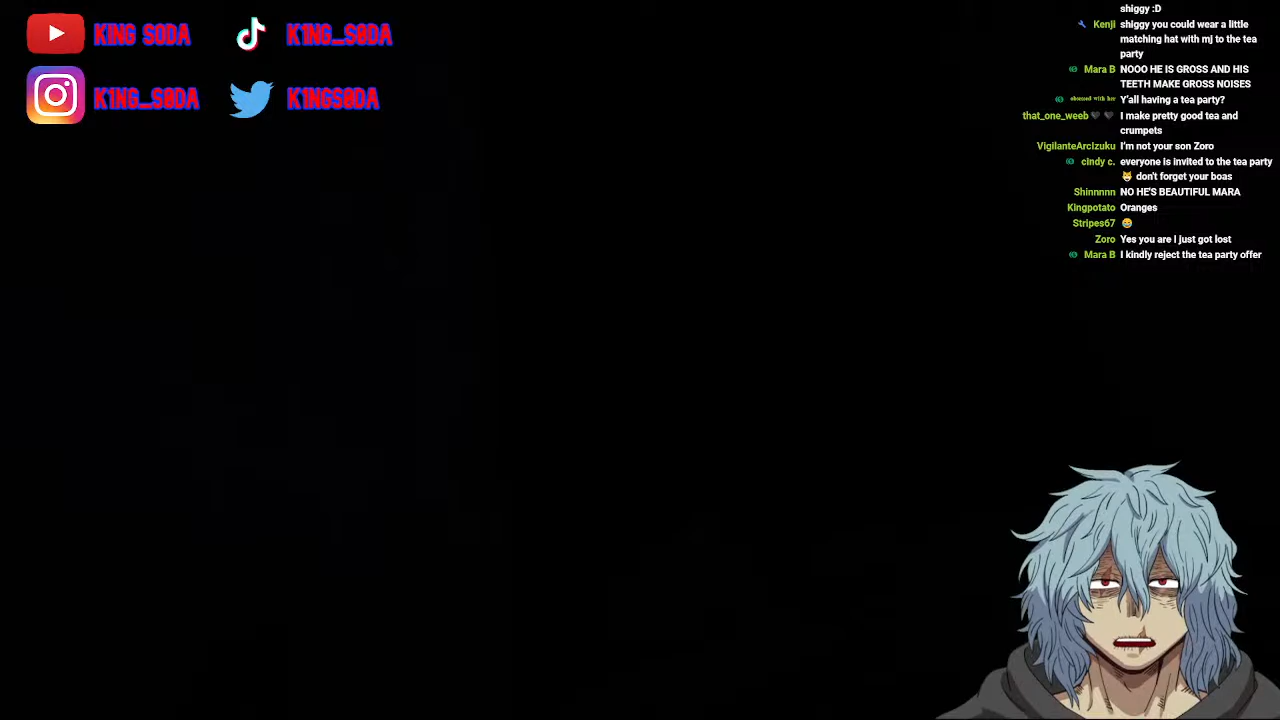 KING SODA
K1NG_S0DA
K1NG_S0DA
K1NGS0DA
shiggy :D
Kenji shiggy you could wear a little
matching hat with mj to the tea
party
Mara B NOOO HE IS GROSS AND HIS
TEETH MAKE GROSS NOISES
obsessed with her Y'all having a tea party?
that_one_weeb🖤🖤 I make pretty good tea and
crumpets
VigilanteArcIzuku I'm not your son Zoro
cindy c. everyone is invited to the tea party
😼 don't forget your boas
Shinnnnn NO HE'S BEAUTIFUL MARA
Kingpotato Oranges
Stripes67 😂
Zoro Yes you are I just got lost
Mara B I kindly reject the tea party offer